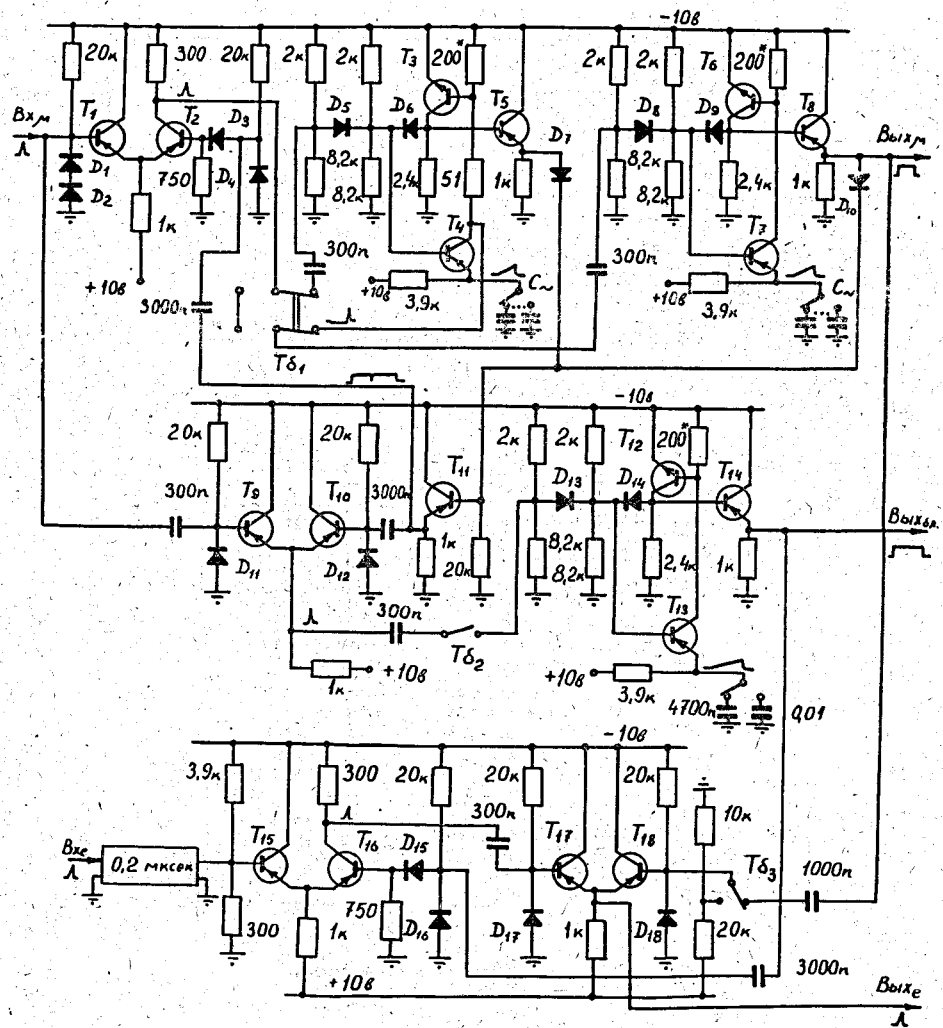 -10в
20к
300
20к
2к
2к
T3
200*
2к
2к
T6
200*
Вхм
T1
T2
D3
D5
D6
T5
D7
D8
D9
T8
Выхм
D1
D2
750
D4
8,2к
8,2к
2,4к
51
1к
8,2к
8,2к
2,4к
1к
D10
1к
+10в
300п
T4
+10в
3,9к
C~
300п
T7
+10в
3,9к
C~
3000п
Тб1
-10в
20к
20к
2к
2к
T12
200*
300п
T9
T10
3000п
T11
D13
D14
T14
Выхбл.
D11
D12
1к
20к
8,2к
8,2к
2,4к
1к
300п
Тб2
T13
1к
+10в
+10в
3,9к
4700п
0,01
-10в
3,9к
300
20к
20к
300п
20к
10к
Вхе
0,2 мксек
T15
T16
D15
T17
T18
Тб3
1000п
300
1к
750
D16
D17
1к
D18
20к
3000п
+10в
Выхе